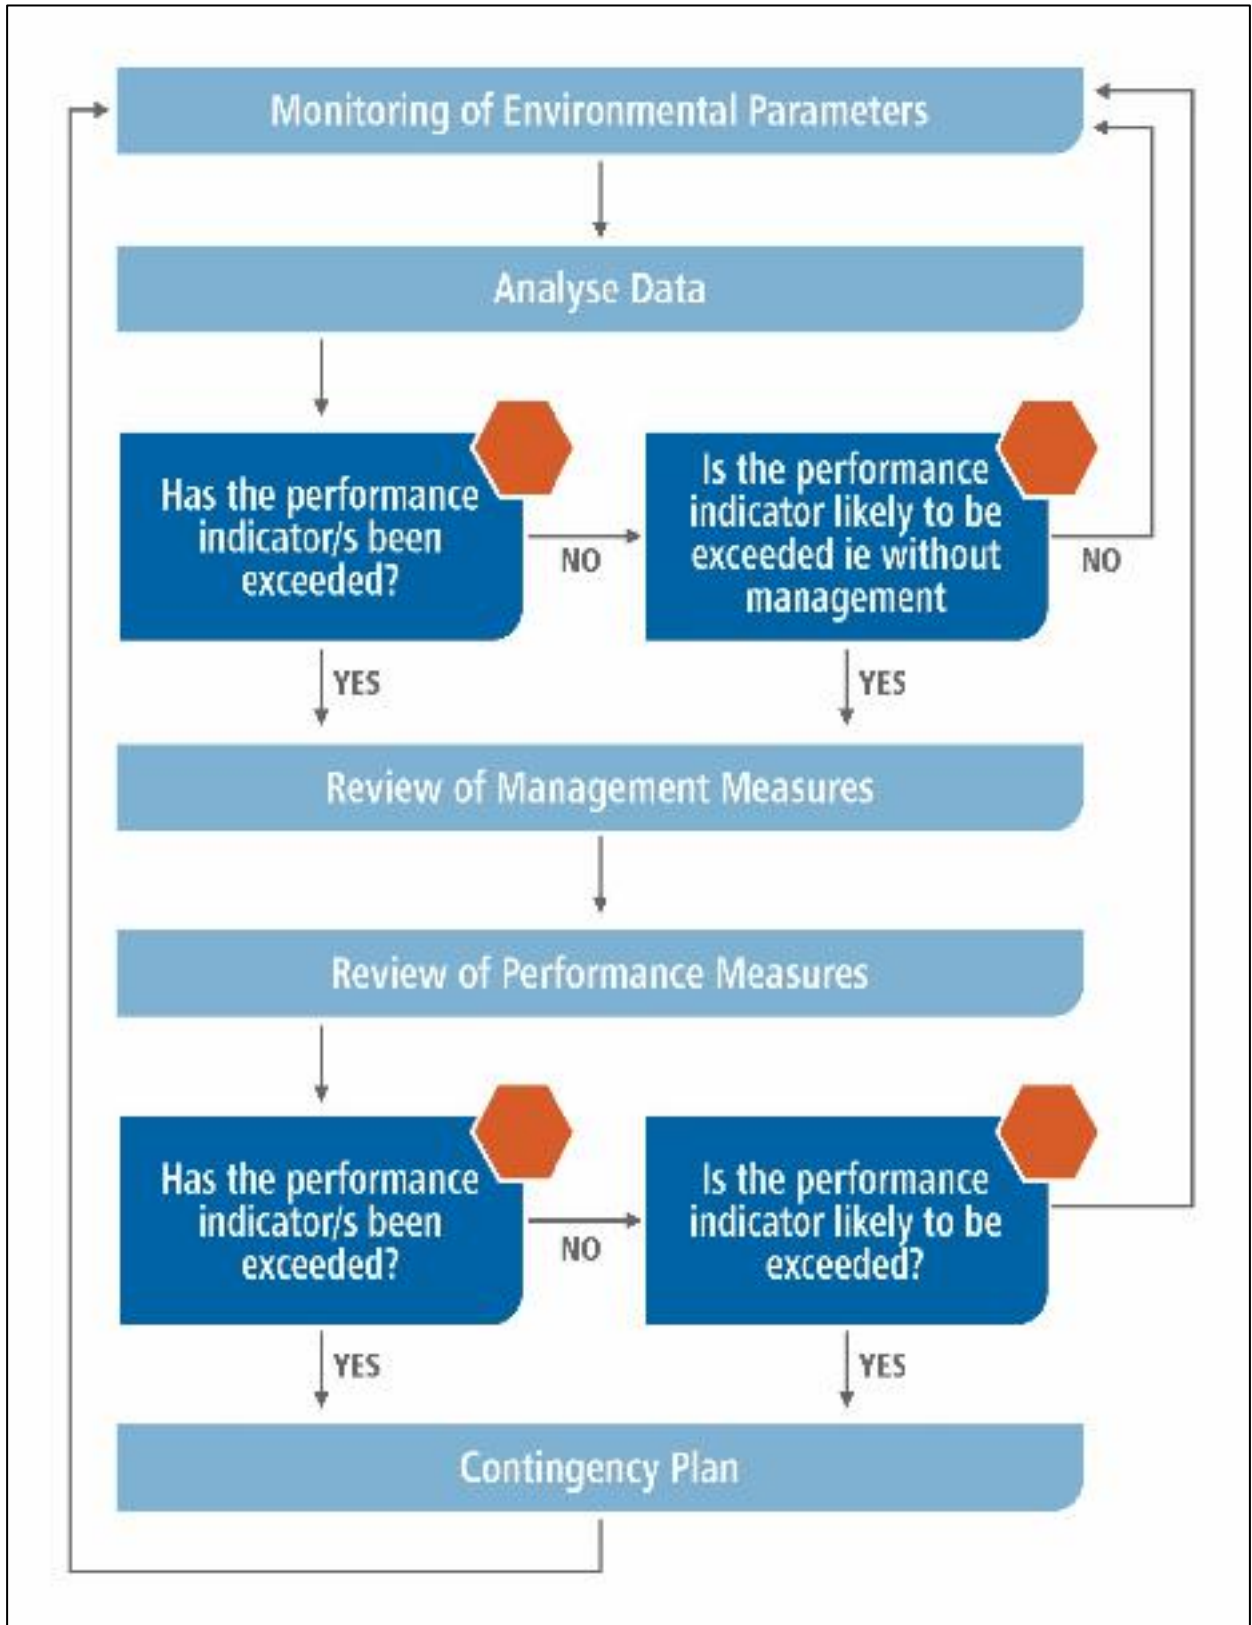 Monitoring of Environmental Parameters
Analyse Data
Has the performance
indicator/s been
exceeded?
NO
Is the performance
indicator likely to be
exceeded ie without
management
NO
YES
YES
Review of Management Measures
Review of Performance Measures
Has the performance
indicator/s been
exceeded?
NO
Is the performance
indicator likely to be
exceeded?
YES
YES
Contingency Plan